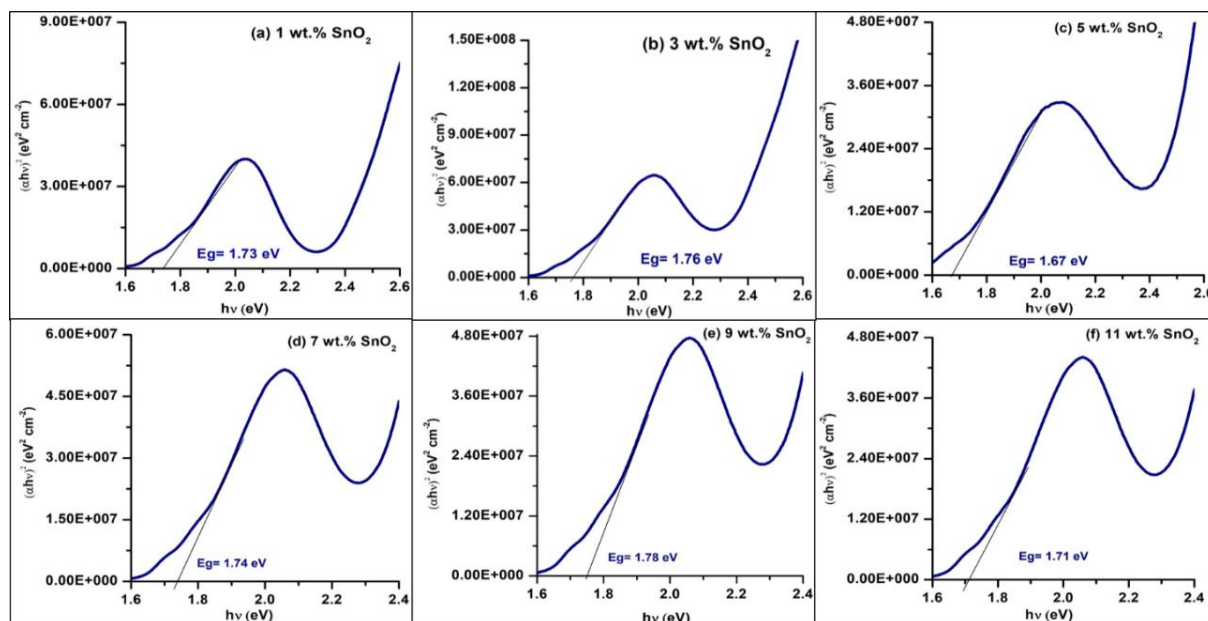 (a) 1 wt.% SnO₂
(αhν)² (eV² cm⁻²)
9.00E+007
6.00E+007
3.00E+007
0.00E+000
Eg= 1.73 eV
1.6 1.8 2.0 2.2 2.4 2.6
hν (eV)
(b) 3 wt.% SnO₂
(αhν)² (eV² cm⁻²)
1.50E+008
1.20E+008
9.00E+007
6.00E+007
3.00E+007
0.00E+000
Eg= 1.76 eV
1.6 1.8 2.0 2.2 2.4 2.6
hν (eV)
(c) 5 wt.% SnO₂
(αhν)² (eV² cm⁻²)
4.80E+007
3.60E+007
2.40E+007
1.20E+007
0.00E+000
Eg= 1.67 eV
1.6 1.8 2.0 2.2 2.4 2.6
hν (eV)
(d) 7 wt.% SnO₂
(αhν)² (eV² cm⁻²)
6.00E+007
4.50E+007
3.00E+007
1.50E+007
0.00E+000
Eg= 1.74 eV
1.6 1.8 2.0 2.2 2.4
hν (eV)
(e) 9 wt.% SnO₂
(αhν)² (eV² cm⁻²)
4.80E+007
3.60E+007
2.40E+007
1.20E+007
0.00E+000
Eg= 1.78 eV
1.6 1.8 2.0 2.2 2.4
hν (eV)
(f) 11 wt.% SnO₂
(αhν)² (eV² cm⁻²)
4.80E+007
3.60E+007
2.40E+007
1.20E+007
0.00E+000
Eg= 1.71 eV
1.6 1.8 2.0 2.2 2.4
hν (eV)